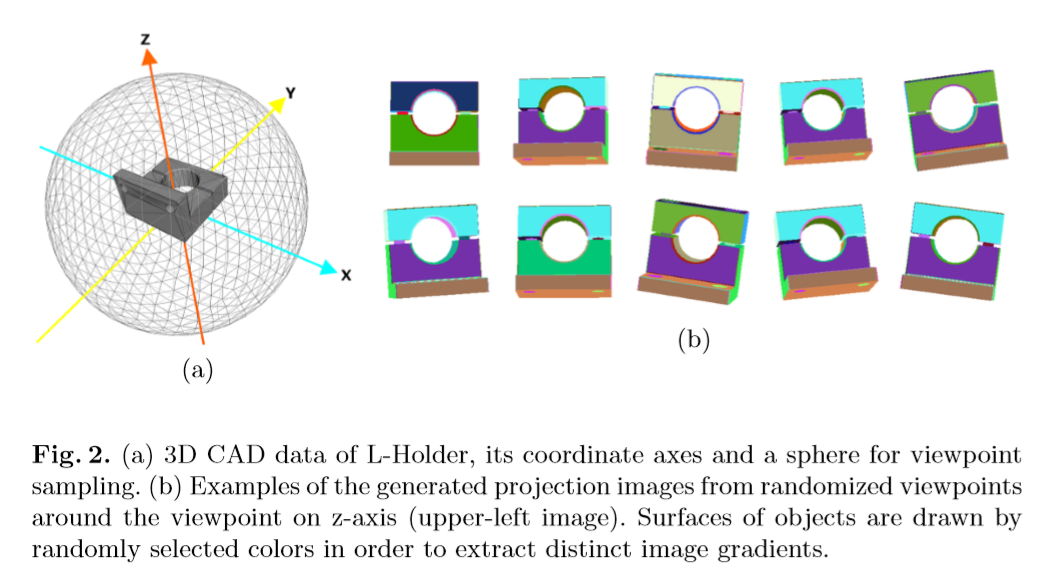 Z
Y
X
(a)
(b)
Fig. 2. (a) 3D CAD data of L-Holder, its coordinate axes and a sphere for viewpoint
sampling. (b) Examples of the generated projection images from randomized viewpoints
around the viewpoint on z-axis (upper-left image). Surfaces of objects are drawn by
randomly selected colors in order to extract distinct image gradients.